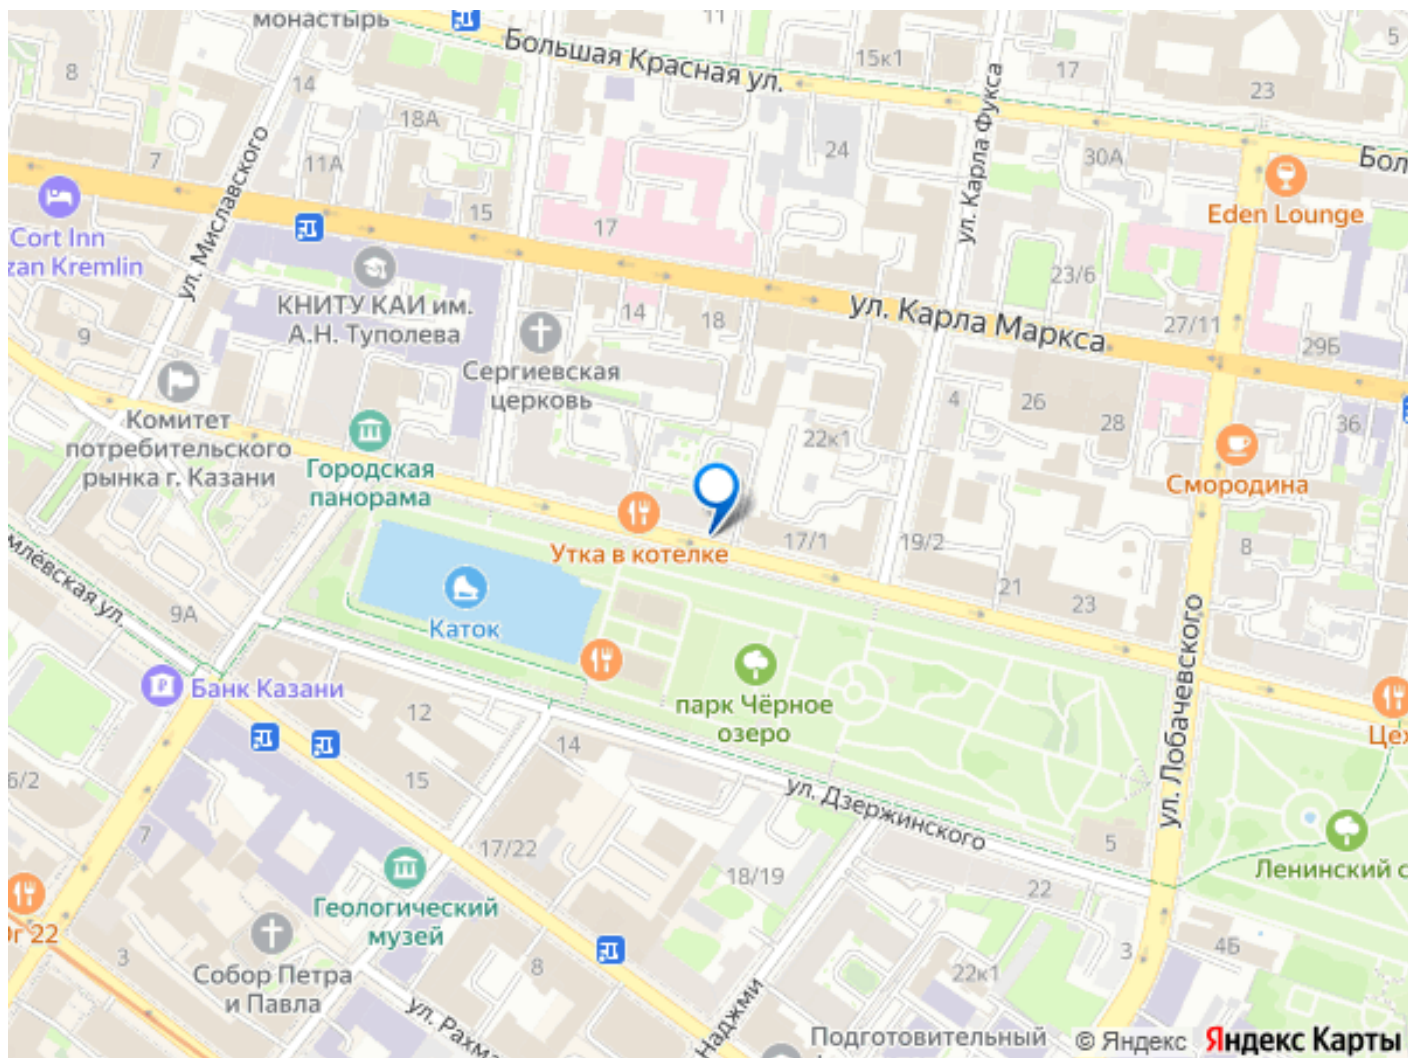 монастырь
11
Большая Красная ул.
15к1
17
5
8
14
18А
23
ул. Карла Фукса
24
30А
7
11А
ул. Миславского
15
17
Eden Lounge
Cort Inn
zan Kremlin
КНИТУ КАИ им.
А.Н. Туполева
23/6
14
18
ул. Карла Маркса
27/11
29Б
9
Сергиевская
церковь
Комитет
потребительского
рынка г. Казани
4
26
28
36
22к1
Городская
панорама
Смородина
Утка в котелке
17/1
19/2
8
21
23
9А
Каток
ул. Лобачевского
Банк Казани
12
парк Чёрное
озеро
14
15
ул. Дзержинского
6/2
7
17/22
18/19
5
Ленинский с
22
Геологический
музей
3
Собор Петра
и Павла
8
22к1
3
4Б
Подготовительный
© Яндекс
Яндекс Карты